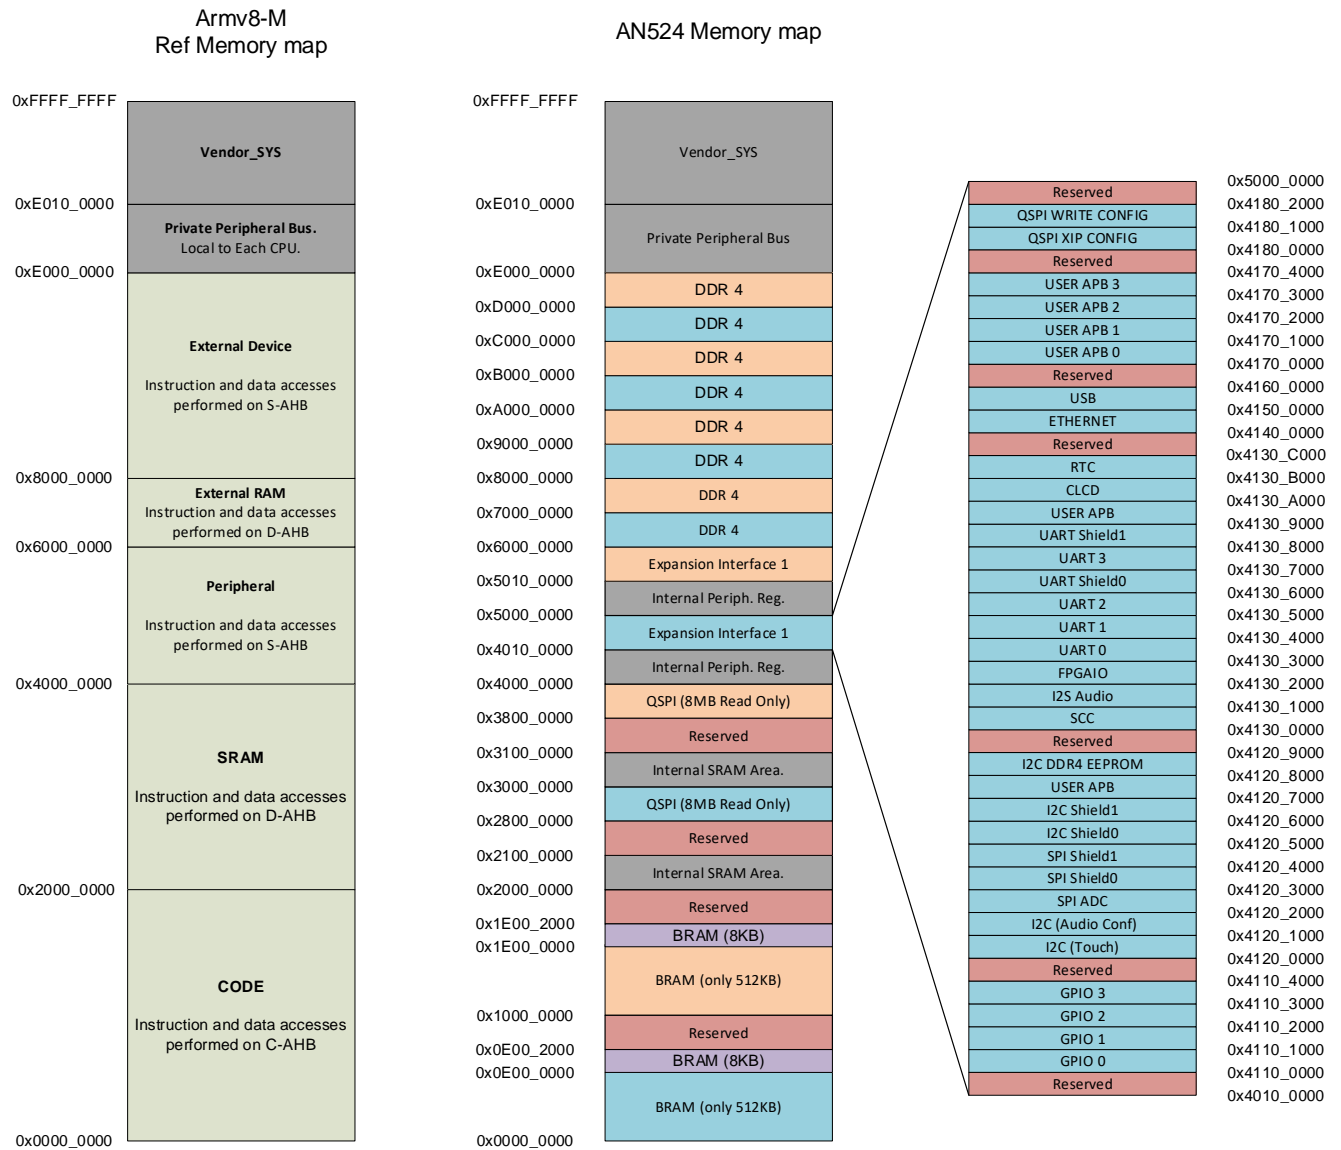 Armv8-M
Ref Memory map
0xFFFF_FFFF
Vendor_SYS
0xE010_0000
Private Peripheral Bus.
Local to Each CPU.
0xE000_0000
External Device
Instruction and data accesses
performed on S-AHB
0x8000_0000
External RAM
Instruction and data accesses
performed on D-AHB
0x6000_0000
Peripheral
Instruction and data accesses
performed on S-AHB
0x4000_0000
SRAM
Instruction and data accesses
performed on D-AHB
0x2000_0000
CODE
Instruction and data accesses
performed on C-AHB
0x0000_0000
AN524 Memory map
0xFFFF_FFFF
Vendor_SYS
0xE010_0000
Private Peripheral Bus
0xE000_0000
DDR 4
0xD000_0000
DDR 4
0xC000_0000
DDR 4
0xB000_0000
DDR 4
0xA000_0000
DDR 4
0x9000_0000
DDR 4
0x8000_0000
DDR 4
0x7000_0000
DDR 4
0x6000_0000
Expansion Interface 1
0x5010_0000
Internal Periph. Reg.
0x5000_0000
Expansion Interface 1
0x4010_0000
Internal Periph. Reg.
0x4000_0000
QSPI (8MB Read Only)
0x3800_0000
Reserved
0x3100_0000
Internal SRAM Area.
0x3000_0000
QSPI (8MB Read Only)
0x2800_0000
Reserved
0x2100_0000
Internal SRAM Area.
0x2000_0000
Reserved
0x1E00_2000
BRAM (8KB)
0x1E00_0000
BRAM (only 512KB)
0x1000_0000
Reserved
0x0E00_2000
BRAM (8KB)
0x0E00_0000
BRAM (only 512KB)
0x0000_0000
0x5000_0000
Reserved
0x4180_2000
QSPI WRITE CONFIG
0x4180_1000
QSPI XIP CONFIG
0x4180_0000
Reserved
0x4170_4000
USER APB 3
0x4170_3000
USER APB 2
0x4170_2000
USER APB 1
0x4170_1000
USER APB 0
0x4170_0000
Reserved
0x4160_0000
USB
0x4150_0000
ETHERNET
0x4140_0000
Reserved
0x4130_C000
RTC
0x4130_B000
CLCD
0x4130_A000
USER APB
0x4130_9000
UART Shield1
0x4130_8000
UART 3
0x4130_7000
UART Shield0
0x4130_6000
UART 2
0x4130_5000
UART 1
0x4130_4000
UART 0
0x4130_3000
FPGAIO
0x4130_2000
I2S Audio
0x4130_1000
SCC
0x4130_0000
Reserved
0x4120_9000
I2C DDR4 EEPROM
0x4120_8000
USER APB
0x4120_7000
I2C Shield1
0x4120_6000
I2C Shield0
0x4120_5000
SPI Shield1
0x4120_4000
SPI Shield0
0x4120_3000
SPI ADC
0x4120_2000
I2C (Audio Conf)
0x4120_1000
I2C (Touch)
0x4120_0000
Reserved
0x4110_4000
GPIO 3
0x4110_3000
GPIO 2
0x4110_2000
GPIO 1
0x4110_1000
GPIO 0
0x4110_0000
Reserved
0x4010_0000